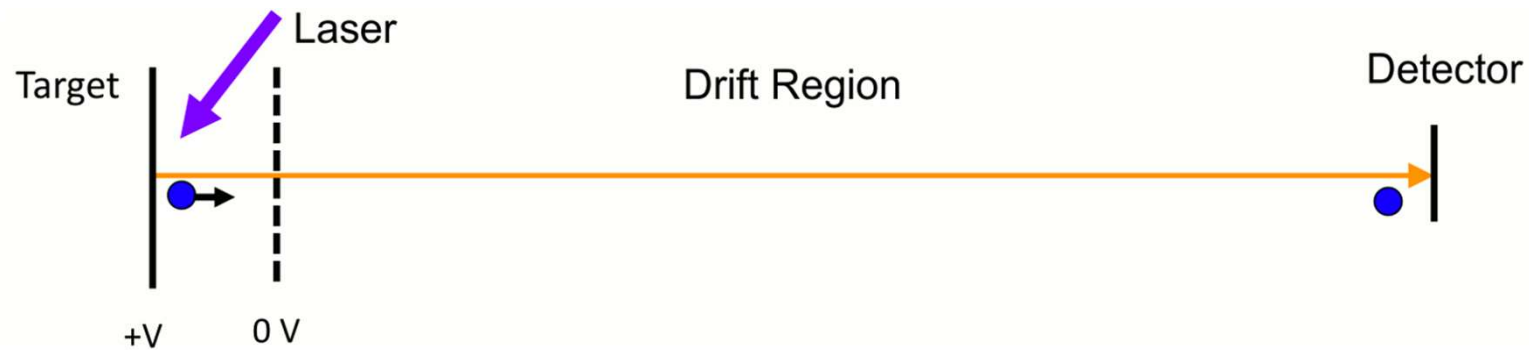 Laser
Target
Drift Region
Detector
+V
0 V